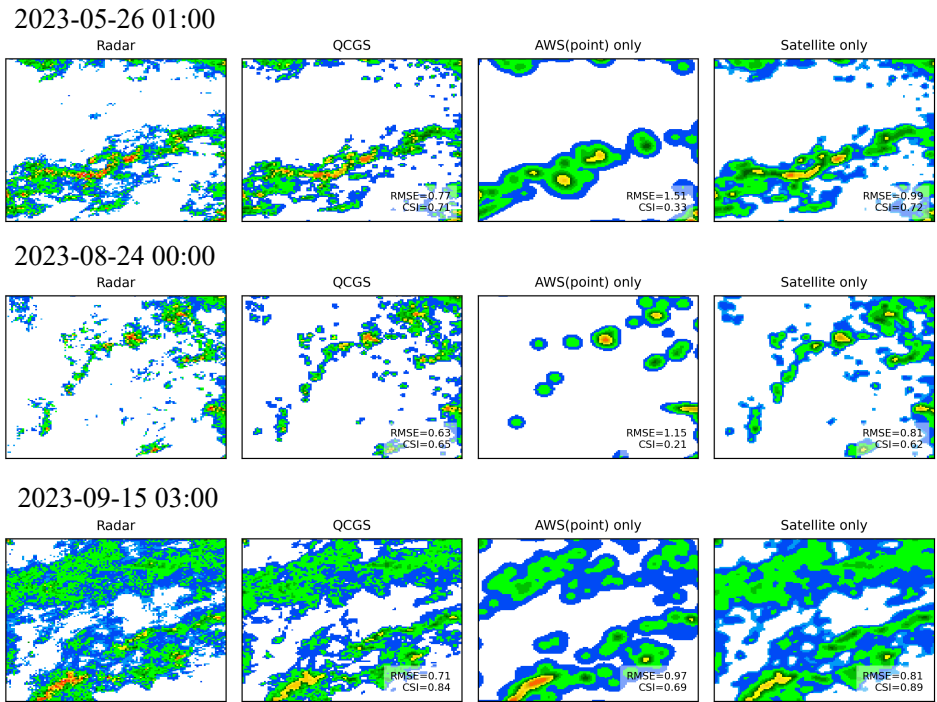 2023-05-26 01:00
Radar
QCGS
AWS(point) only
Satellite only
RMSE=0.77
CSI=0.71
RMSE=1.51
CSI=0.33
RMSE=0.99
CSI=0.72
2023-08-24 00:00
Radar
QCGS
AWS(point) only
Satellite only
RMSE=0.63
CSI=0.65
RMSE=1.15
CSI=0.21
RMSE=0.81
CSI=0.62
2023-09-15 03:00
Radar
QCGS
AWS(point) only
Satellite only
RMSE=0.71
CSI=0.84
RMSE=0.97
CSI=0.69
RMSE=0.81
CSI=0.89